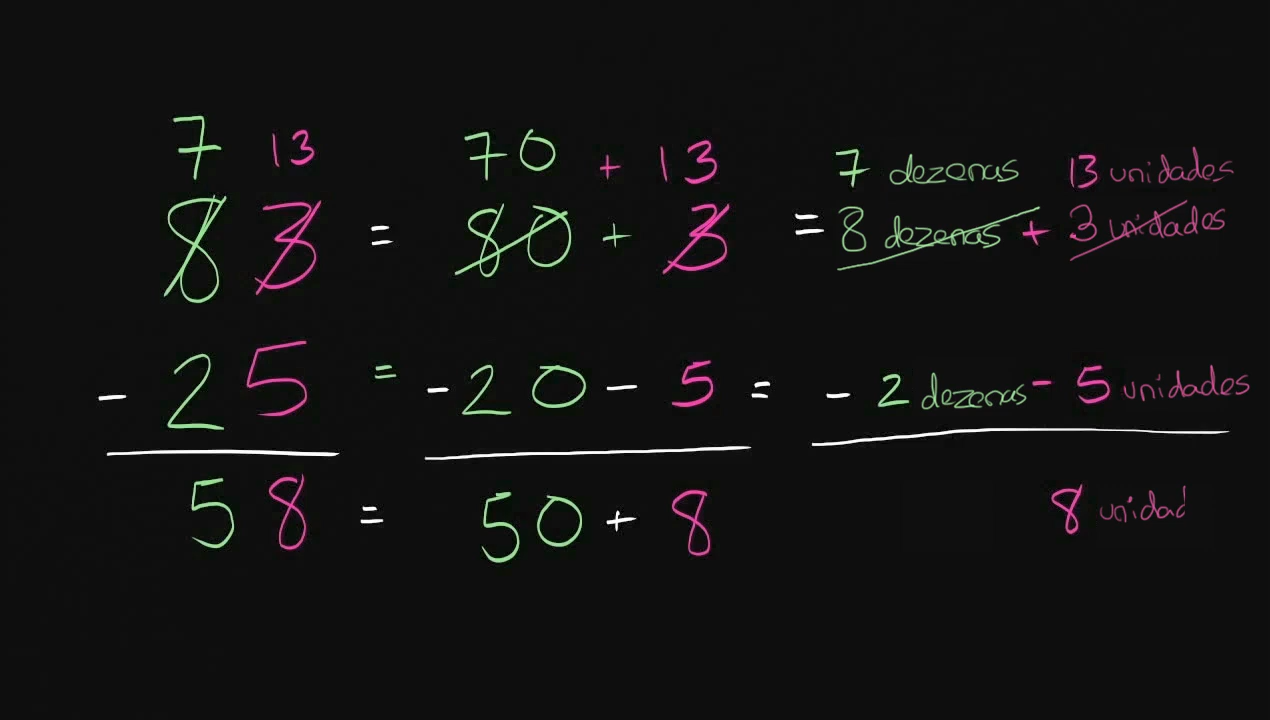 7 13 70 + 13 7 dezenas 13 unidades
83 = 80 + 3 = 8 dezenas + 3 unidades
- 25 = - 20 - 5 = - 2 dezenas - 5 unidades
58 = 50 + 8 8 unidad